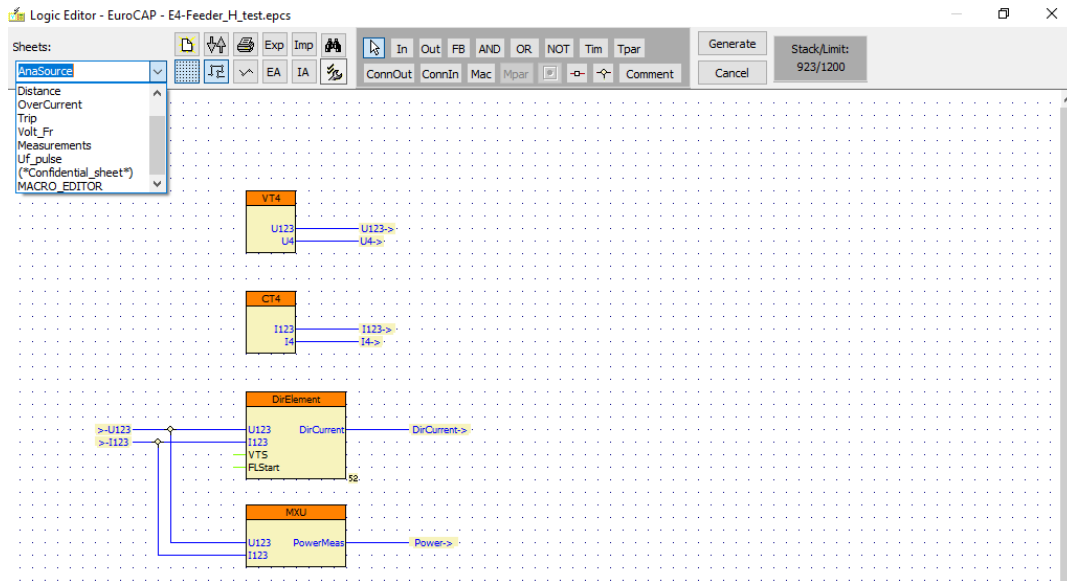 Logic Editor - EuroCAP - E4-Feeder_H_test.epcs
Sheets:
Exp Imp
In Out FB AND OR NOT Tim Tpar
Generate
Stack/Limit:
923/1200
AnaSource
EA IA
ConnOut ConnIn Mac Mpar Comment
Cancel
Distance
OverCurrent
Trip
Volt_Fr
Measurements
Uf_pulse
(*Confidential_sheet*)
MACRO_EDITOR
VT4
U123 U123->
U4 U4->
CT4
I123 I123->
I4 I4->
DirElement
>-U123 U123 DirCurrent DirCurrent->
>-I123 I123
VTS
FLStart
52
MXU
U123 PowerMeas Power->
I123